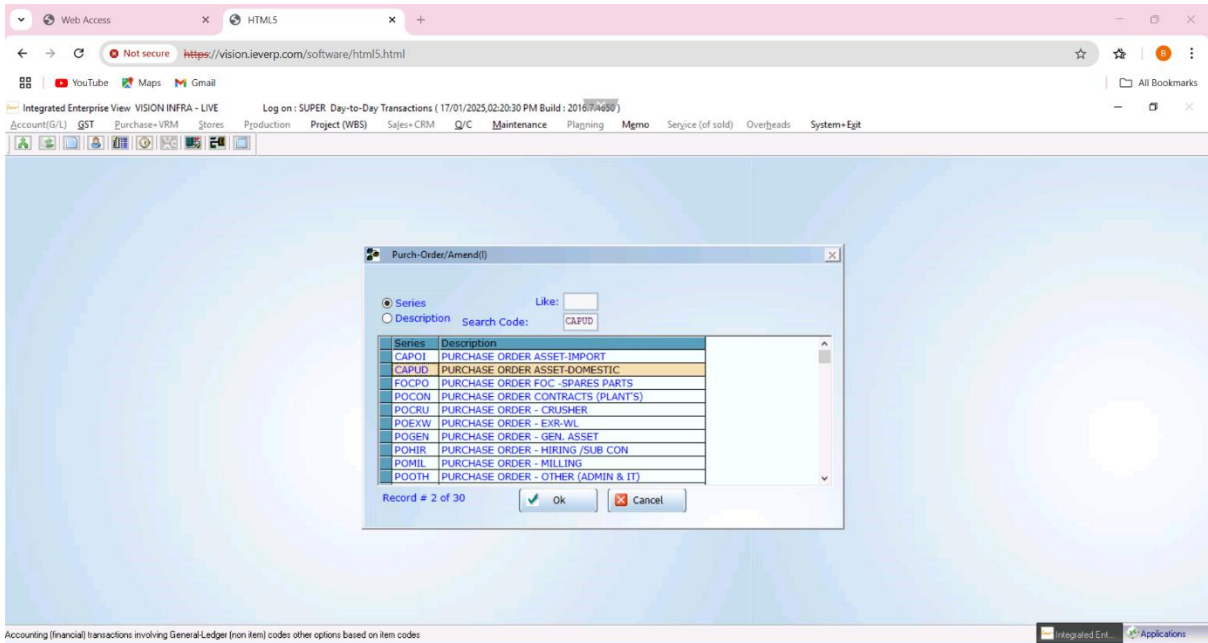 Web Access
HTML5
Not secure https://vision.ieverp.com/software/html5.html
B
YouTube Maps Gmail All Bookmarks
Integrated Enterprise View VISION INFRA - LIVE Log on : SUPER Day-to-Day Transactions ( 17/01/2025,02:20:30 PM Build : 2016.7.4650 )
Account(G/L) GST Purchase+VRM Stores Production Project (WBS) Sales+CRM Q/C Maintenance Planning Memo Service (of sold) Overheads System+Exit
Purch-Order/Amend(I)
Series Like:
Description Search Code: CAPUD
Series Description
CAPOI PURCHASE ORDER ASSET-IMPORT
CAPUD PURCHASE ORDER ASSET-DOMESTIC
FOCPO PURCHASE ORDER FOC -SPARES PARTS
POCON PURCHASE ORDER CONTRACTS (PLANT'S)
POCRU PURCHASE ORDER - CRUSHER
POEXW PURCHASE ORDER - EXR-WL
POGEN PURCHASE ORDER - GEN. ASSET
POHIR PURCHASE ORDER - HIRING /SUB CON
POMIL PURCHASE ORDER - MILLING
POOTH PURCHASE ORDER - OTHER (ADMIN & IT)
Record # 2 of 30 Ok Cancel
Accounting (financial) transactions involving General-Ledger (non item) codes other options based on item codes
Integrated Ent... Applications